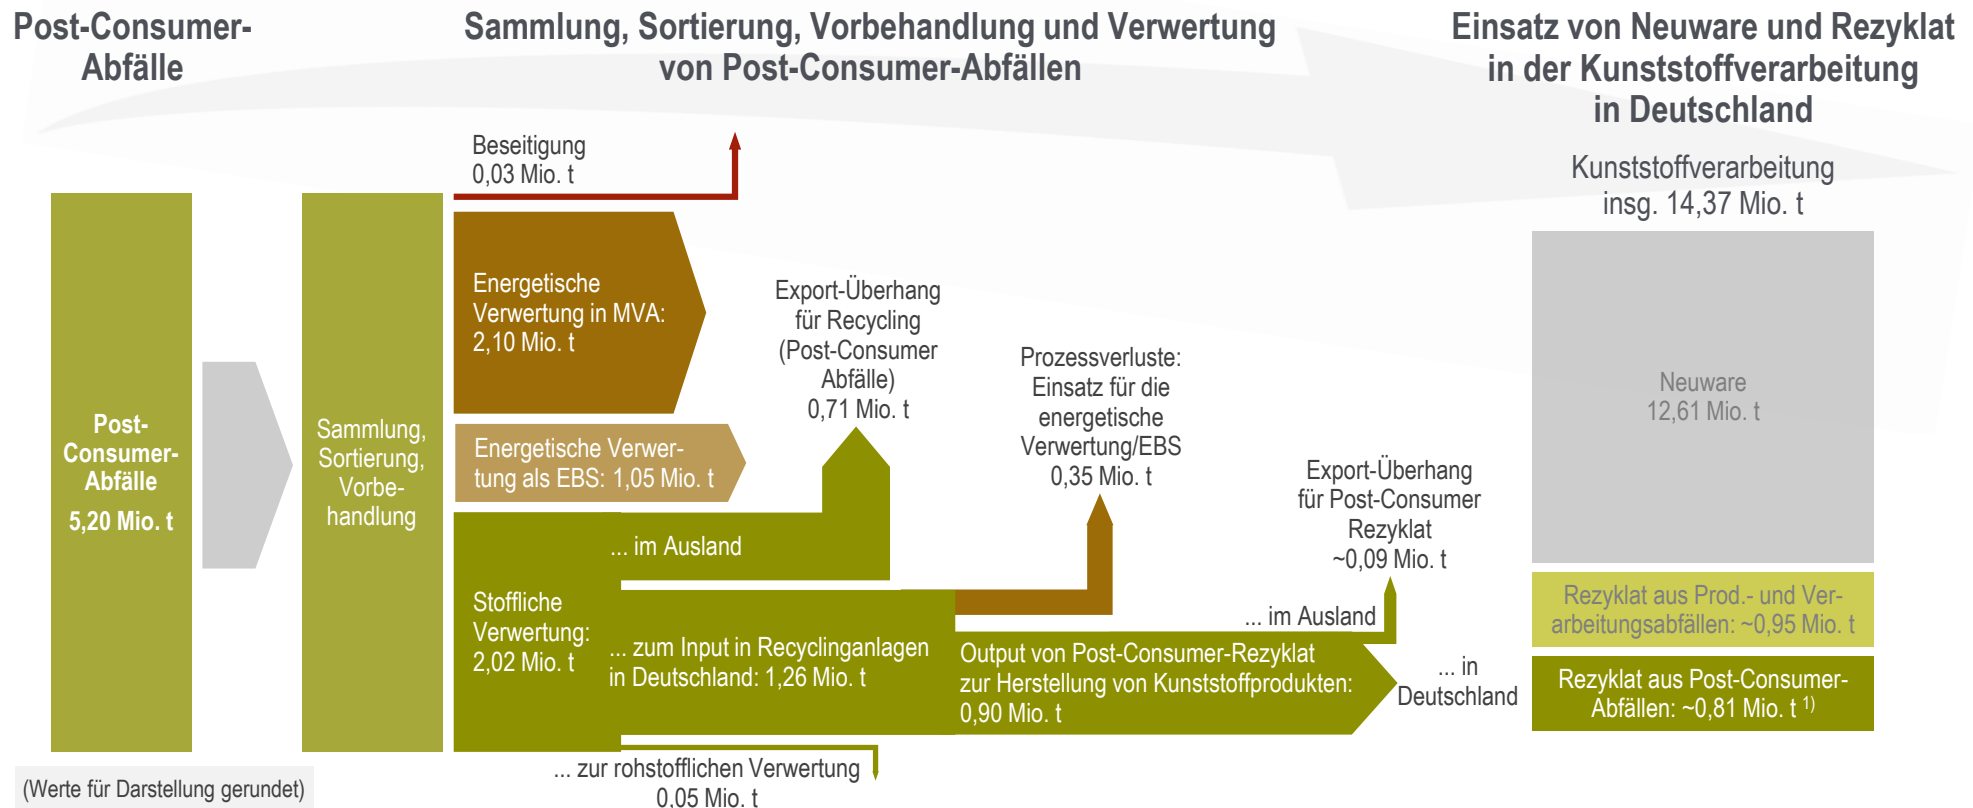 Post-Consumer-
Abfälle
Sammlung, Sortierung, Vorbehandlung und Verwertung
von Post-Consumer-Abfällen
Einsatz von Neuware und Rezyklat
in der Kunststoffverarbeitung
in Deutschland
Kunststoffverarbeitung
insg. 14,37 Mio. t
Post-
Consumer-
Abfälle
5,20 Mio. t
Sammlung,
Sortierung,
Vorbe-
handlung
Beseitigung
0,03 Mio. t
Energetische
Verwertung in MVA:
2,10 Mio. t
Energetische Verwer-
tung als EBS: 1,05 Mio. t
Stoffliche
Verwertung:
2,02 Mio. t
... im Ausland
Export-Überhang
für Recycling
(Post-Consumer
Abfälle)
0,71 Mio. t
... zum Input in Recyclinganlagen
in Deutschland: 1,26 Mio. t
... zur rohstofflichen Verwertung
0,05 Mio. t
Prozessverluste:
Einsatz für die
energetische
Verwertung/EBS
0,35 Mio. t
Output von Post-Consumer-Rezyklat
zur Herstellung von Kunststoffprodukten:
0,90 Mio. t
Export-Überhang
für Post-Consumer
Rezyklat
~0,09 Mio. t
... im Ausland
... in
Deutschland
Neuware
12,61 Mio. t
Rezyklat aus Prod.- und Ver-
arbeitungsabfällen: ~0,95 Mio. t
Rezyklat aus Post-Consumer-
Abfällen: ~0,81 Mio. t 1)
(Werte für Darstellung gerundet)